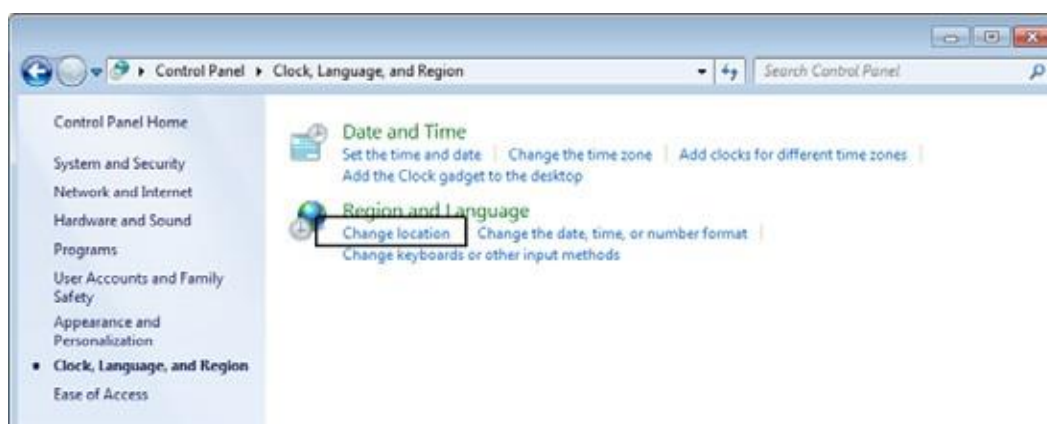 Control Panel ▸ Clock, Language, and Region
Search Control Panel
Control Panel Home
System and Security
Network and Internet
Hardware and Sound
Programs
User Accounts and Family
Safety
Appearance and
Personalization
• Clock, Language, and Region
Ease of Access
Date and Time
Set the time and date | Change the time zone | Add clocks for different time zones |
Add the Clock gadget to the desktop
Region and Language
Change location | Change the date, time, or number format |
Change keyboards or other input methods